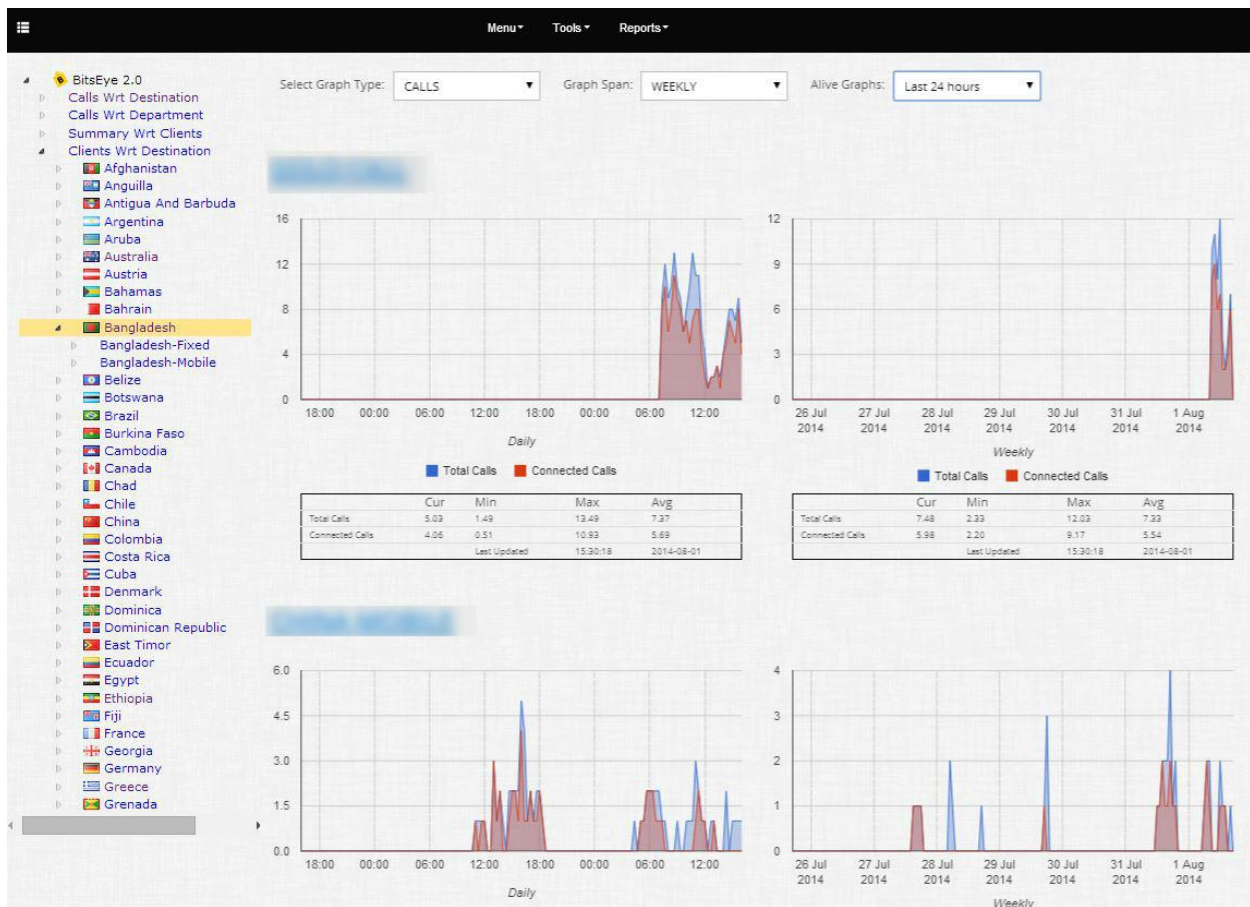 Menu Tools Reports
BitsEye 2.0
Calls Wrt Destination
Calls Wrt Department
Summary Wrt Clients
Clients Wrt Destination
Afghanistan
Anguilla
Antigua And Barbuda
Argentina
Aruba
Australia
Austria
Bahamas
Bahrain
Bangladesh
Bangladesh-Fixed
Bangladesh-Mobile
Belize
Botswana
Brazil
Burkina Faso
Cambodia
Canada
Chad
Chile
China
Colombia
Costa Rica
Cuba
Denmark
Dominica
Dominican Republic
East Timor
Ecuador
Egypt
Ethiopia
Fiji
France
Georgia
Germany
Greece
Grenada
Select Graph Type: CALLS Graph Span: WEEKLY Alive Graphs: Last 24 hours
16
12
8
4
0
18:00 00:00 06:00 12:00 18:00 00:00 06:00 12:00
Daily
Total Calls Connected Calls
Cur Min Max Avg
Total Calls 5.03 1.49 13.49 7.37
Connected Calls 4.06 0.51 10.93 5.69
Last Updated 15:30:18 2014-08-01
12
9
6
3
0
26 Jul 27 Jul 28 Jul 29 Jul 30 Jul 31 Jul 1 Aug
2014 2014 2014 2014 2014 2014 2014
Weekly
Total Calls Connected Calls
Cur Min Max Avg
Total Calls 7.48 2.33 12.03 7.33
Connected Calls 5.98 2.20 9.17 5.54
Last Updated 15:30:18 2014-08-01
6.0
4.5
3.0
1.5
0.0
18:00 00:00 06:00 12:00 18:00 00:00 06:00 12:00
Daily
4
3
2
1
0
26 Jul 27 Jul 28 Jul 29 Jul 30 Jul 31 Jul 1 Aug
2014 2014 2014 2014 2014 2014 2014
Weekly